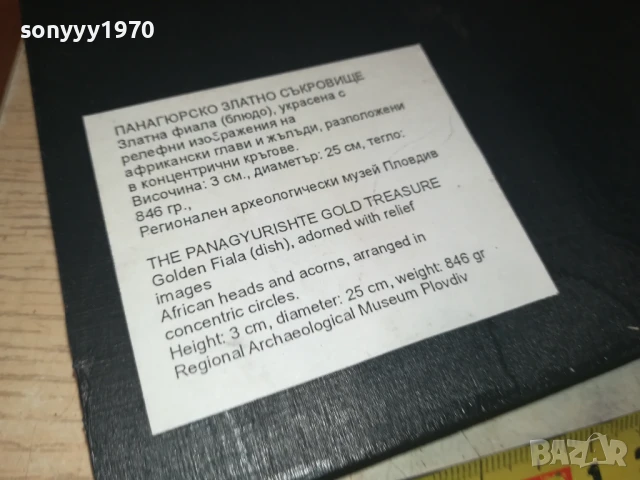 sonyyy1970
ПАНАГЮРСКО ЗЛАТНО СЪКРОВИЩЕ
Златна фиала (блюдо), украсена с
релефни изображения на
африкански глави и жълъди, разположени
в концентрични кръгове.
Височина: 3 см., диаметър: 25 см, тегло:
846 гр.,
Регионален археологически музей Пловдив
THE PANAGYURISHTE GOLD TREASURE
Golden Fiala (dish), adorned with relief
images
African heads and acorns, arranged in
concentric circles.
Height: 3 cm, diameter: 25 cm, weight: 846 gr
Regional Archaeological Museum Plovdiv
BAZAR